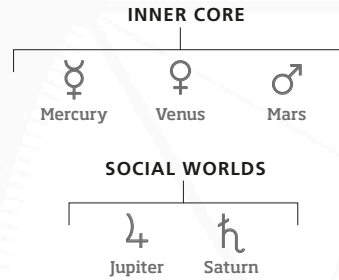 INNER CORE
☿ ♀ ♂
Mercury Venus Mars
SOCIAL WORLDS
♃ ♄
Jupiter Saturn